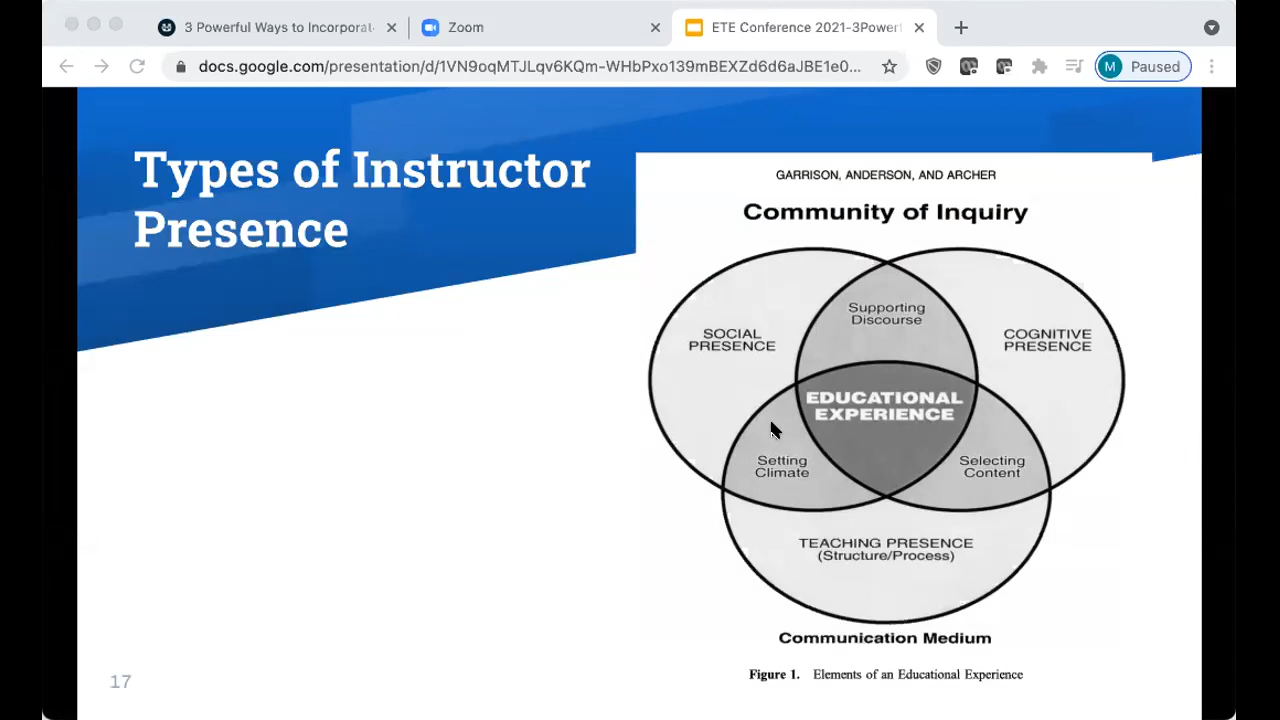 3 Powerful Ways to Incorporat
Zoom
ETE Conference 2021-3Powerf
docs.google.com/presentation/d/1VN9oqMTJLqv6KQm-WHbPxo139mBEXZd6d6aJBE1e0...
M
Paused
Types of Instructor
Presence
GARRISON, ANDERSON, AND ARCHER
Community of Inquiry
Supporting
Discourse
SOCIAL
PRESENCE
COGNITIVE
PRESENCE
EDUCATIONAL
EXPERIENCE
Setting
Climate
Selecting
Content
TEACHING PRESENCE
(Structure/Process)
Communication Medium
Figure 1. Elements of an Educational Experience
17